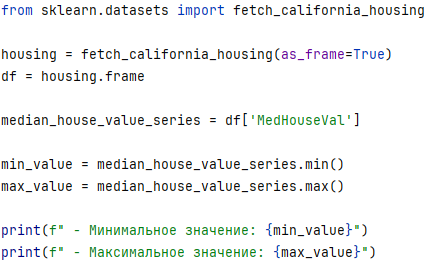 from sklearn.datasets import fetch_california_housing
housing = fetch_california_housing(as_frame=True)
df = housing.frame
median_house_value_series = df['MedHouseVal']
min_value = median_house_value_series.min()
max_value = median_house_value_series.max()
print(f" - Минимальное значение: {min_value}")
print(f" - Максимальное значение: {max_value}")